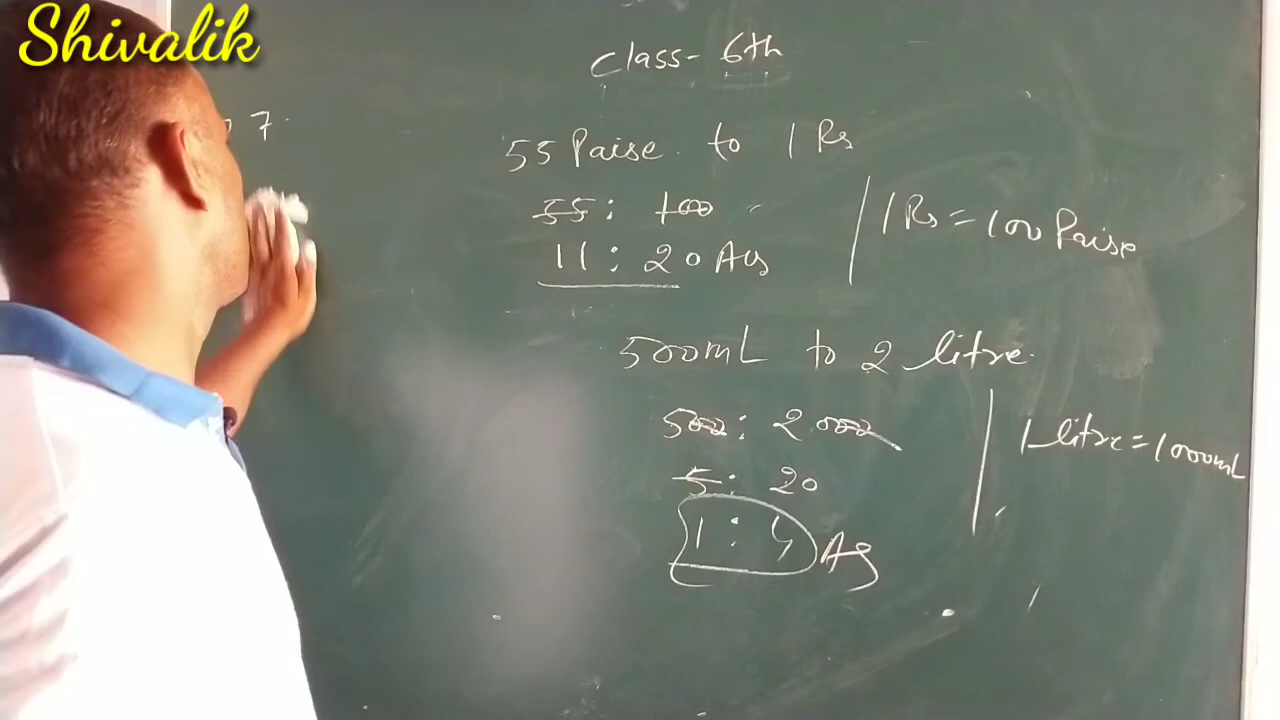 Shivalik
class-6th
7.
55 Paise to 1 Rs
55 : 100
11 : 20 Ans
1 Rs = 100 Paise
500mL to 2 litre
500 : 2000
5 : 20
1 : 4 Ans
1 litre = 1000mL